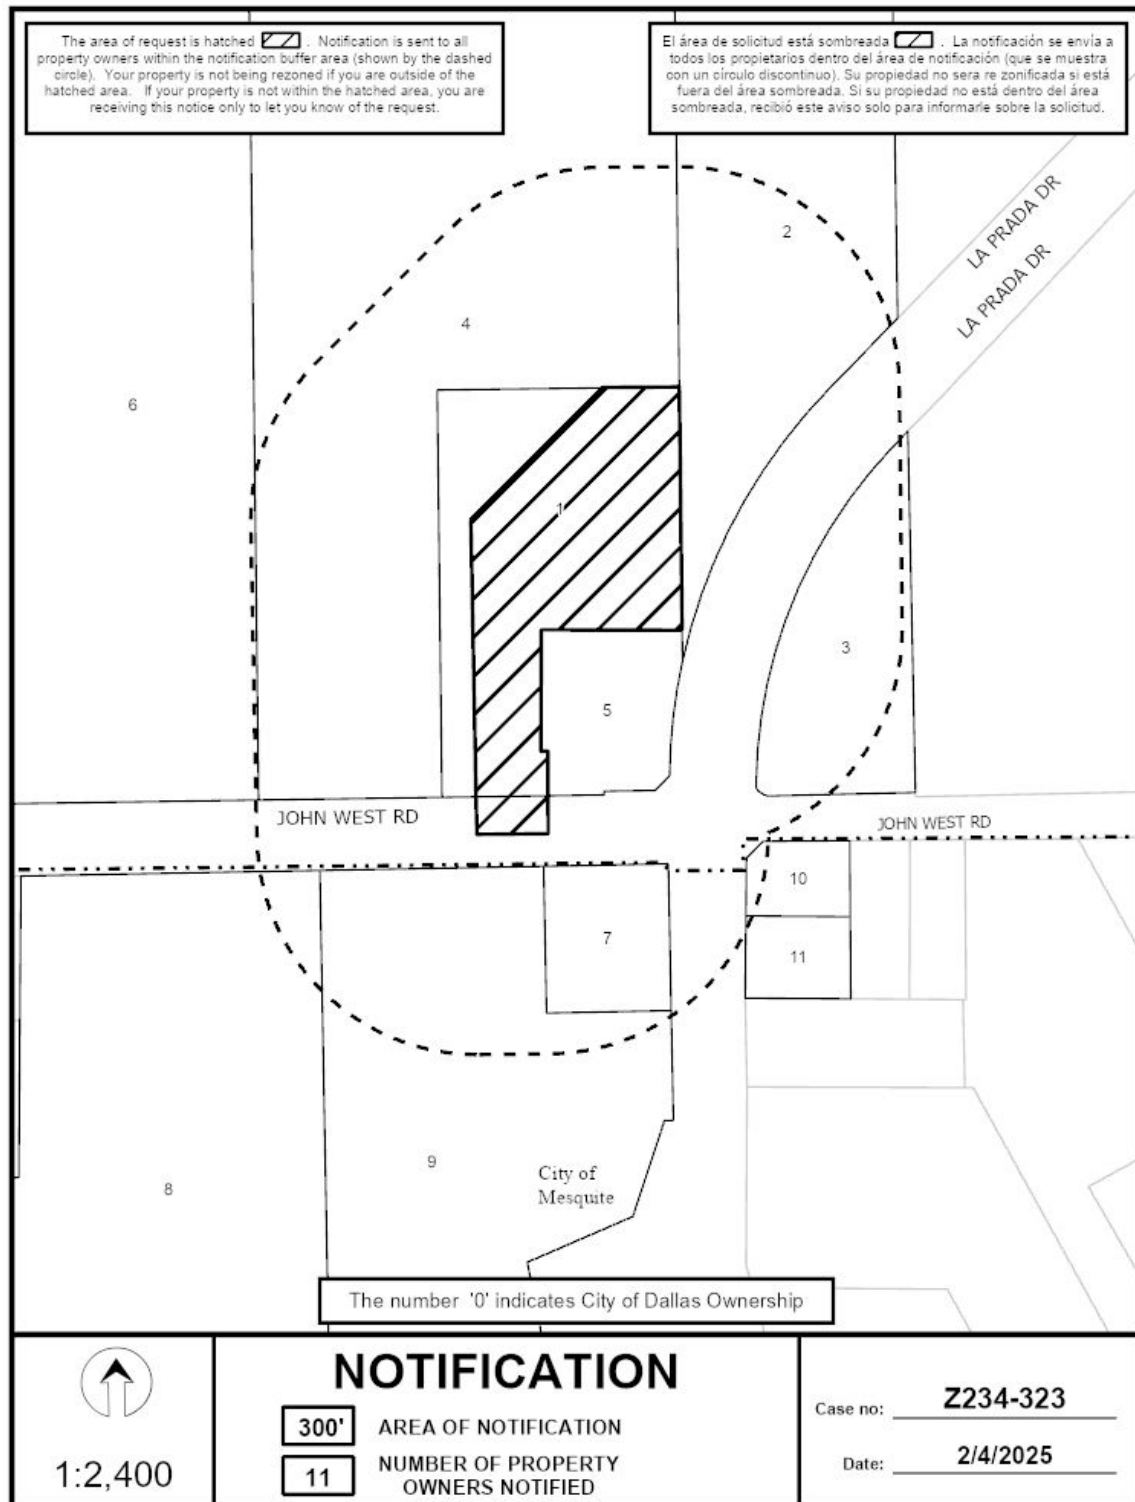 The area of request is hatched . Notification is sent to all
property owners within the notification buffer area (shown by the dashed
circle). Your property is not being rezoned if you are outside of the
hatched area. If your property is not within the hatched area, you are
receiving this notice only to let you know of the request.
El área de solicitud está sombreada . La notificación se envía a
todos los propietarios dentro del área de notificación (que se muestra
con un círculo discontinuo). Su propiedad no sera re zonificada si está
fuera del área sombreada. Si su propiedad no está dentro del área
sombreada, recibió este aviso solo para informarle sobre la solicitud.
LA PRADA DR
2
LA PRADA DR
4
6
1
3
5
JOHN WEST RD
JOHN WEST RD
10
7
11
9
City of
Mesquite
8
The number '0' indicates City of Dallas Ownership
1:2,400
NOTIFICATION
300' AREA OF NOTIFICATION
11 NUMBER OF PROPERTY
OWNERS NOTIFIED
Case no: Z234-323
Date: 2/4/2025